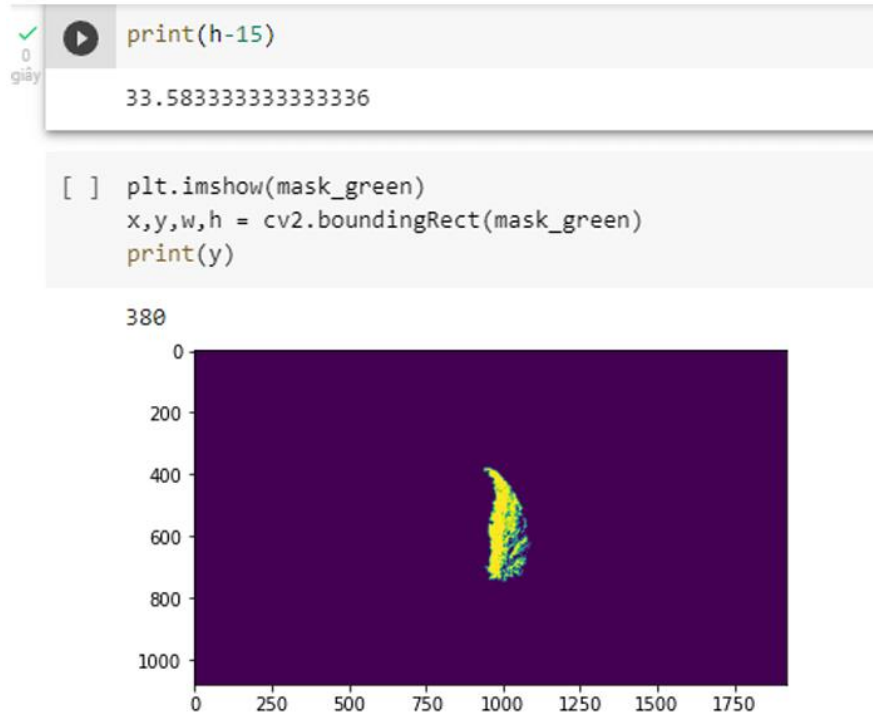 print(h-15)
0
giây
33.583333333333336
[ ] plt.imshow(mask_green)
x,y,w,h = cv2.boundingRect(mask_green)
print(y)
380
0
200
400
600
800
1000
0 250 500 750 1000 1250 1500 1750